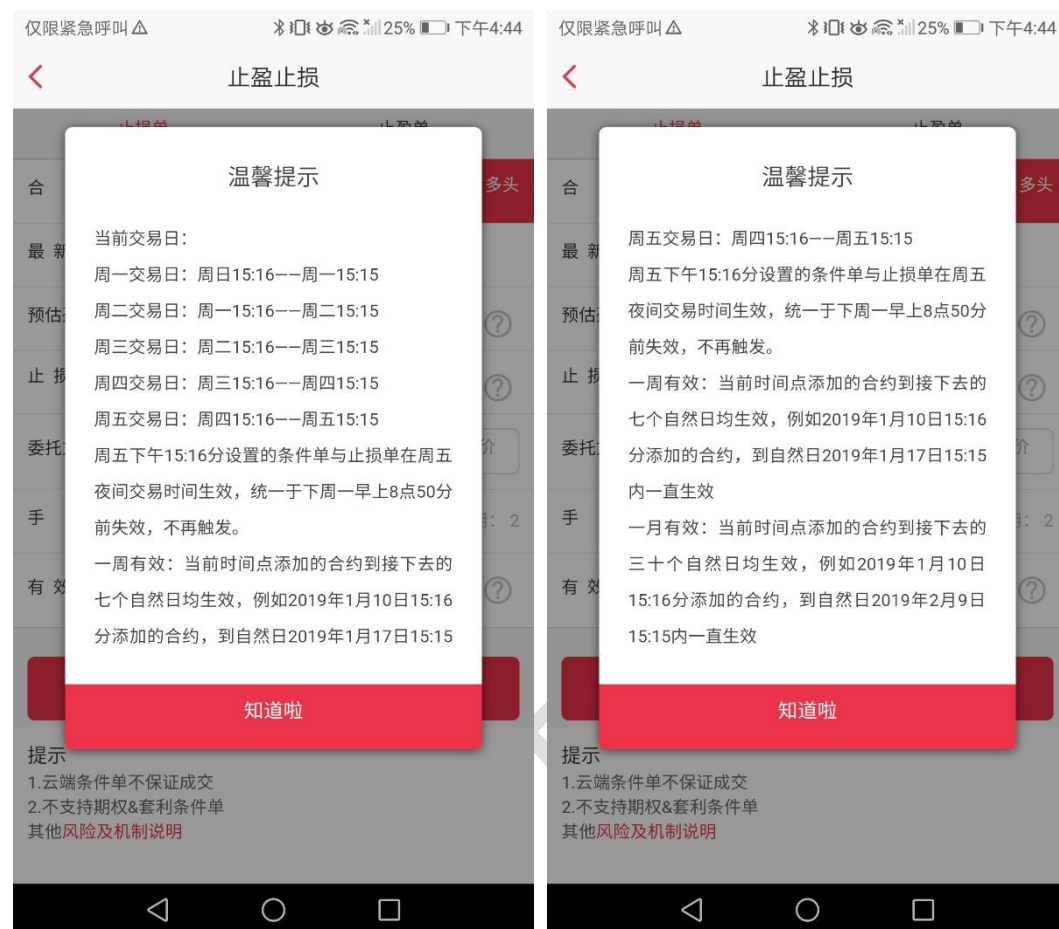 仅限紧急呼叫 25% 下午4:44
止盈止损
止损单 止盈单
温馨提示
合 多头
当前交易日：
最 新
周一交易日：周日15:16——周一15:15
周二交易日：周一15:16——周二15:15
预估
周三交易日：周二15:16——周三15:15
止 损
周四交易日：周三15:16——周四15:15
周五交易日：周四15:16——周五15:15
委托 价
周五下午15:16分设置的条件单与止损单在周五
夜间交易时间生效，统一于下周一早上8点50分
手 ：2
前失效，不再触发。
一周有效：当前时间点添加的合约到接下去的
有 效
七个自然日均生效，例如2019年1月10日15:16
分添加的合约，到自然日2019年1月17日15:15
知道啦
提示
1.云端条件单不保证成交
2.不支持期权&套利条件单
其他风险及机制说明
仅限紧急呼叫 25% 下午4:44
止盈止损
止损单 止盈单
温馨提示
合 多头
周五交易日：周四15:16——周五15:15
最 新
周五下午15:16分设置的条件单与止损单在周五
夜间交易时间生效，统一于下周一早上8点50分
预估
前失效，不再触发。
止 损
一周有效：当前时间点添加的合约到接下去的
七个自然日均生效，例如2019年1月10日15:16
委托 价
分添加的合约，到自然日2019年1月17日15:15
内一直生效
手 ：2
一月有效：当前时间点添加的合约到接下去的
三十个自然日均生效，例如2019年1月10日
有 效
15:16分添加的合约，到自然日2019年2月9日
15:15内一直生效
知道啦
提示
1.云端条件单不保证成交
2.不支持期权&套利条件单
其他风险及机制说明